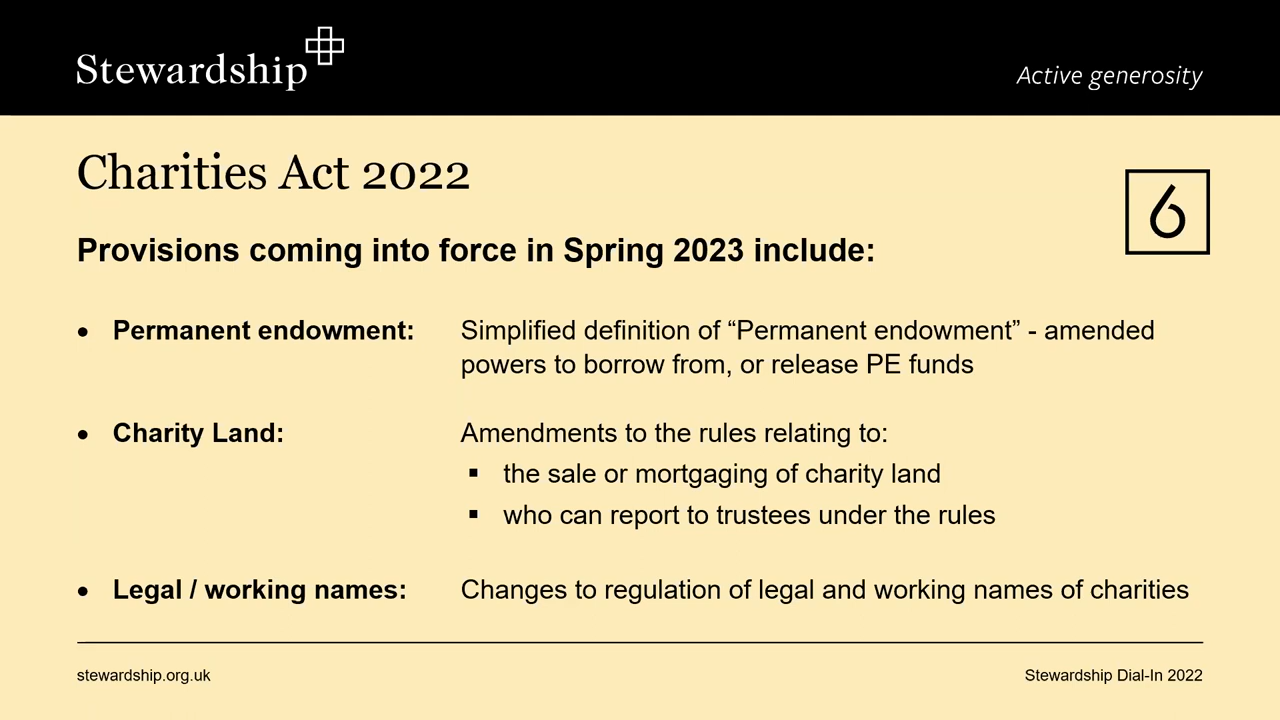 Stewardship
Active generosity
Charities Act 2022
6
Provisions coming into force in Spring 2023 include:
• Permanent endowment: Simplified definition of “Permanent endowment” - amended
powers to borrow from, or release PE funds
• Charity Land: Amendments to the rules relating to:
▪ the sale or mortgaging of charity land
▪ who can report to trustees under the rules
• Legal / working names: Changes to regulation of legal and working names of charities
stewardship.org.uk
Stewardship Dial-In 2022